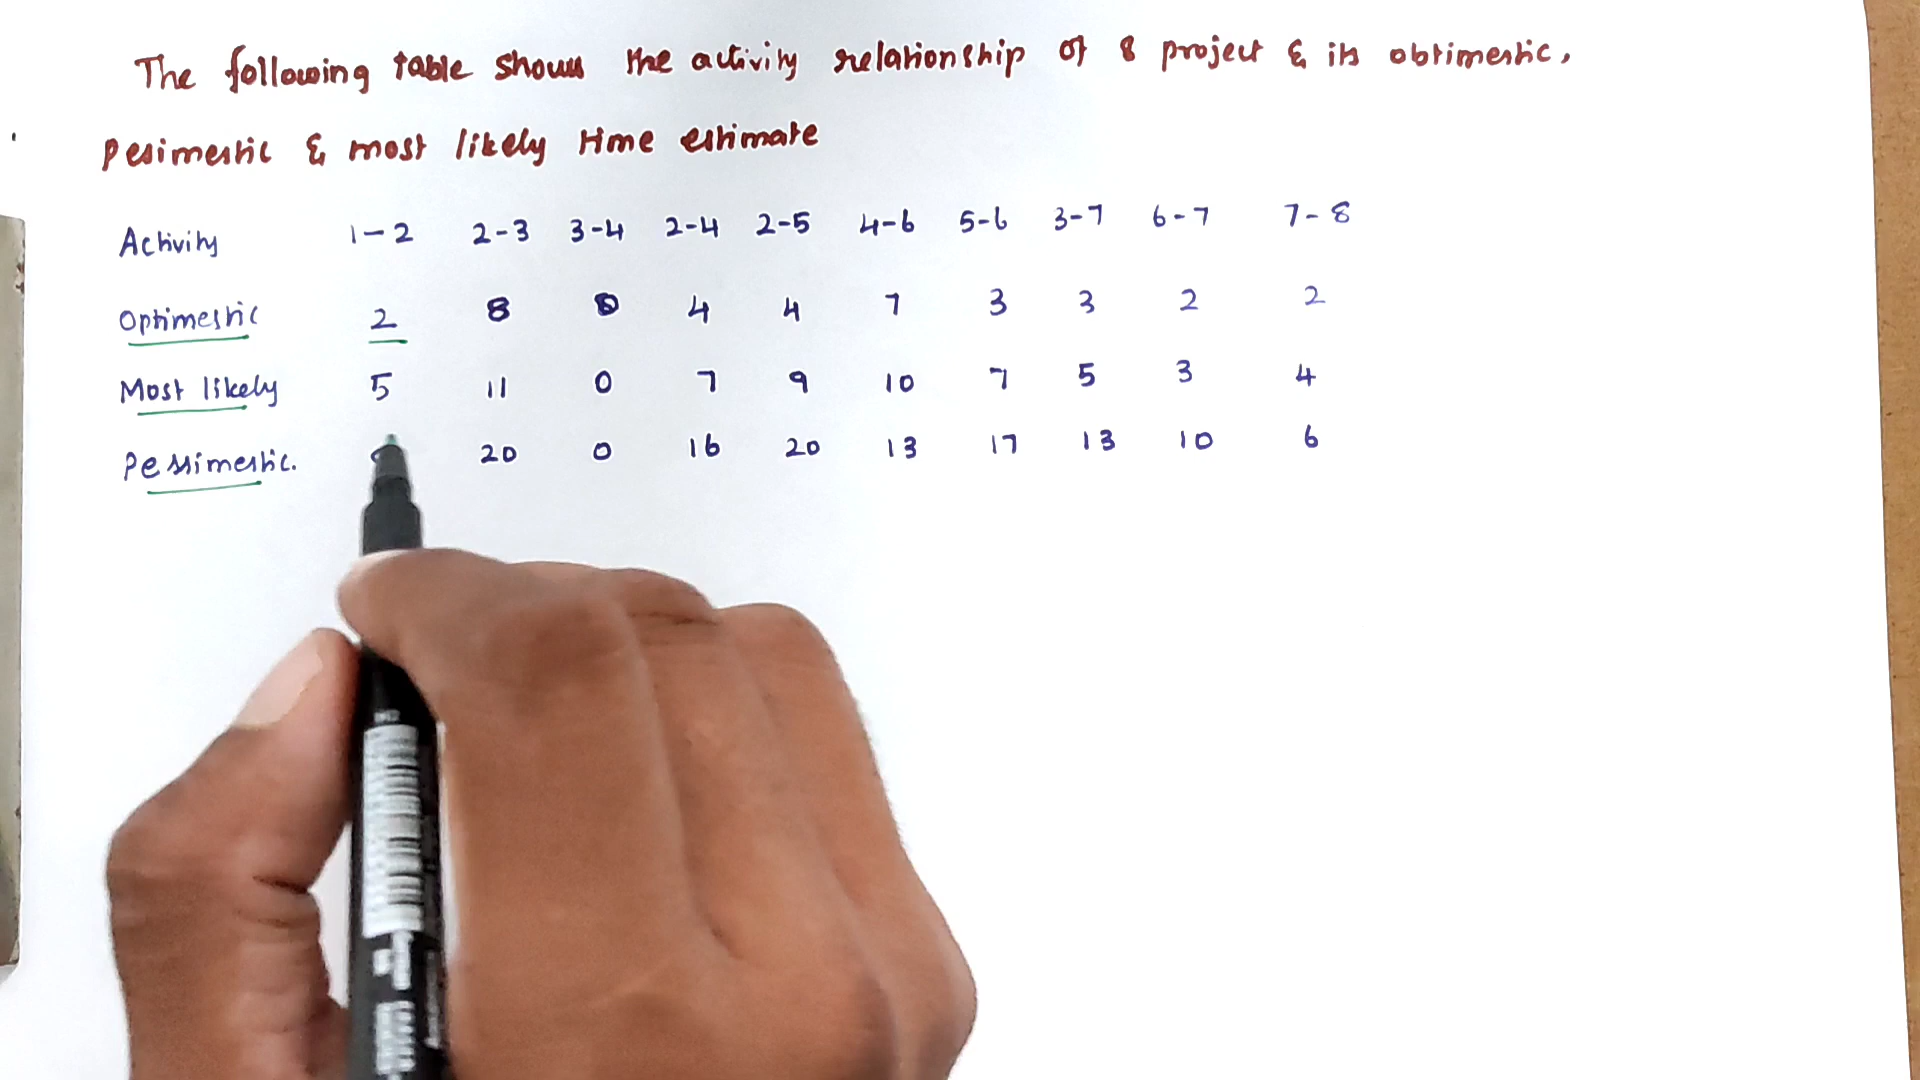 The following table shows the activity relationship of 8 project & its obtimestic,
pesimestic & most likely time estimate
Activity 1-2 2-3 3-4 2-4 2-5 4-6 5-6 3-7 6-7 7-8
Optimestic 2 8 0 4 4 7 3 3 2 2
Most likely 5 11 0 7 9 10 7 5 3 4
Pessimestic. 20 0 16 20 13 17 13 10 6